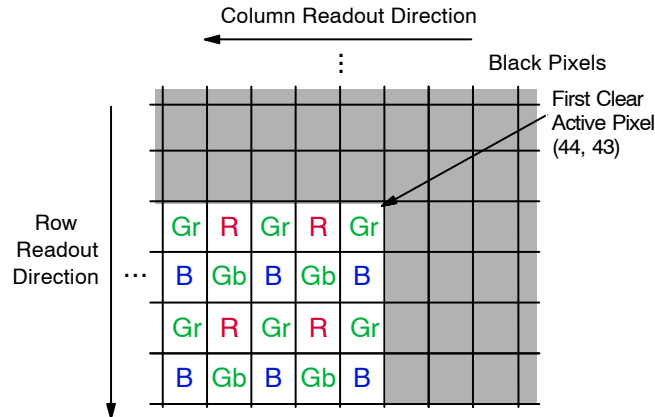 Column Readout Direction
⋮
Black Pixels
First Clear
Active Pixel
(44, 43)
Row
Readout
Direction
...
Gr R Gr R Gr
B Gb B Gb B
Gr R Gr R Gr
B Gb B Gb B